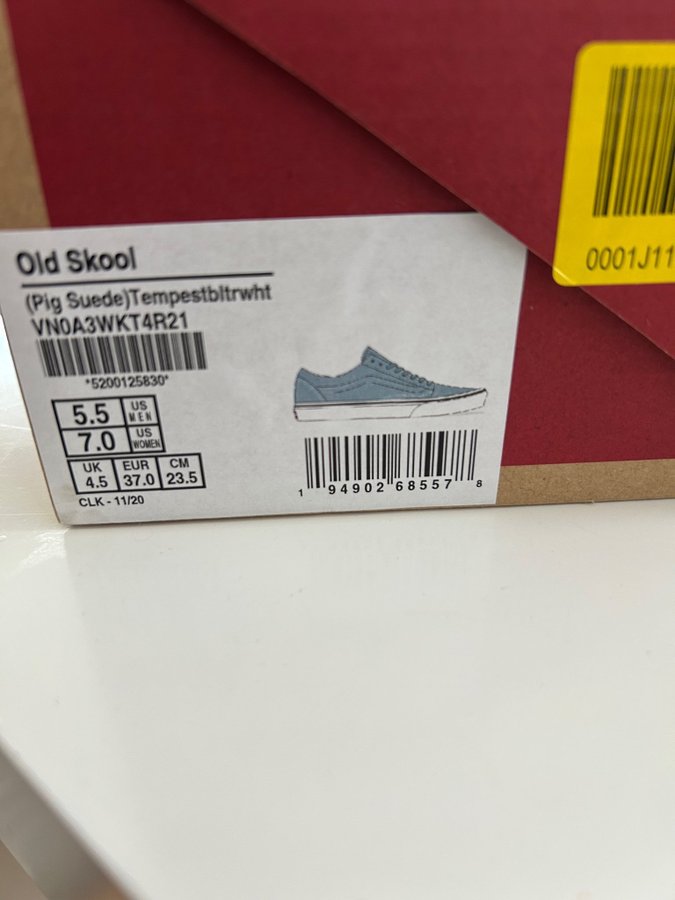 Old Skool
(Pig Suede)Tempestbltrwht
VN0A3WKT4R21
*5200125830*
5.5 US MEN
7.0 US WOMEN
UK EUR CM
4.5 37.0 23.5
CLK - 11/20
1 94902 68557 8
0001J11